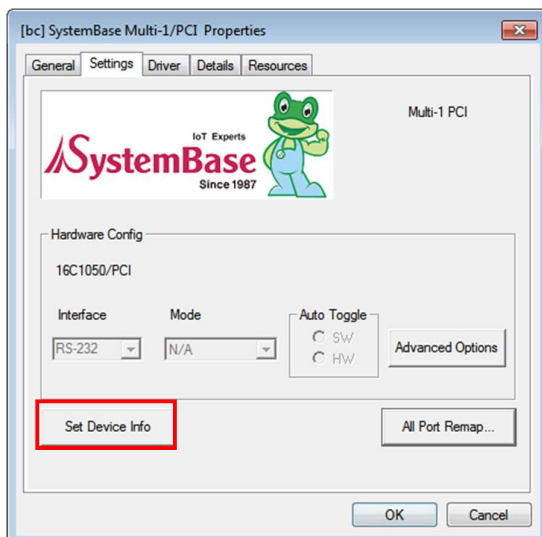 [bc] SystemBase Multi-1/PCI Properties
General Settings Driver Details Resources
IoT Experts
SystemBase
Since 1987
Multi-1 PCI
Hardware Config
16C1050/PCI
Interface Mode Auto Toggle
RS-232 N/A SW
HW
Advanced Options
Set Device Info All Port Remap...
OK Cancel